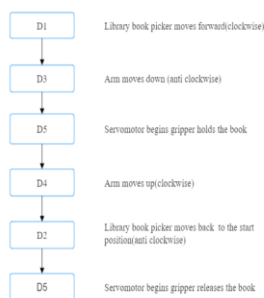 D1 Library book picker moves forward(clockwise)
D3 Arm moves down (anti clockwise)
D5 Servomotor begins gripper holds the book
D4 Arm moves up(clockwise)
D2 Library book picker moves back to the start
position(anti clockwise)
D5 Servomotor begins gripper releases the book